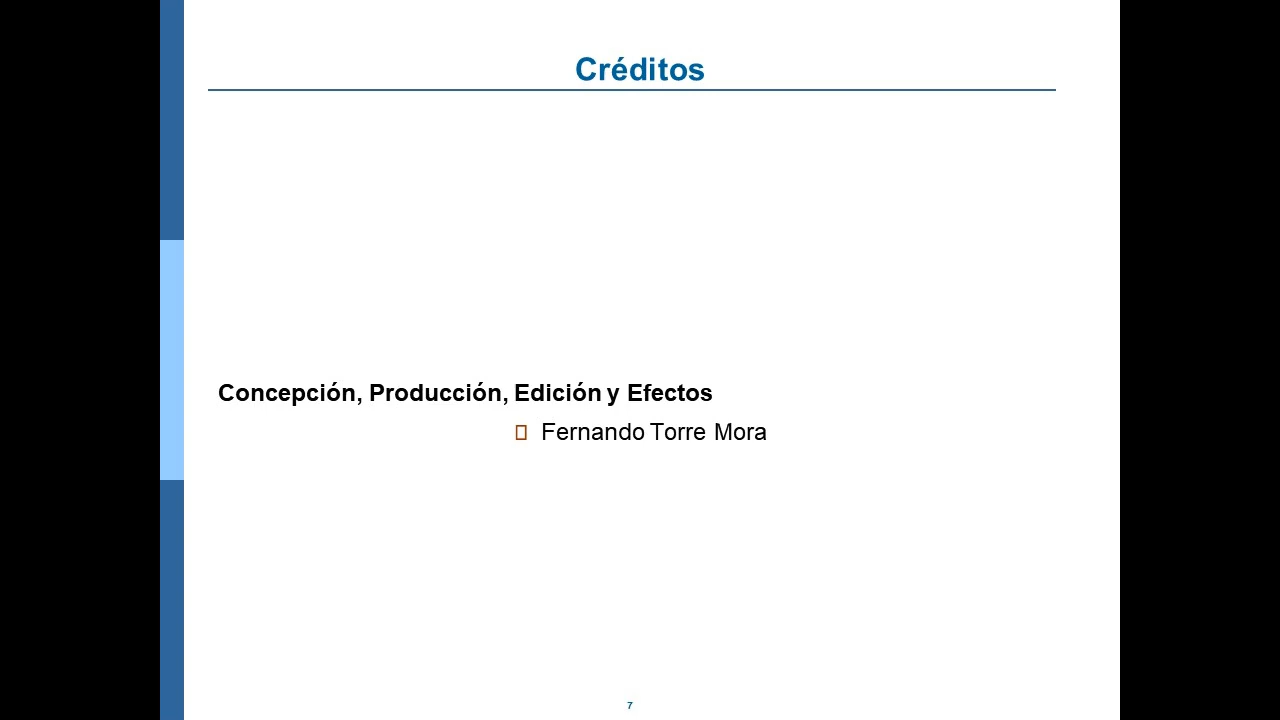 Créditos
Concepción, Producción, Edición y Efectos
Fernando Torre Mora
7